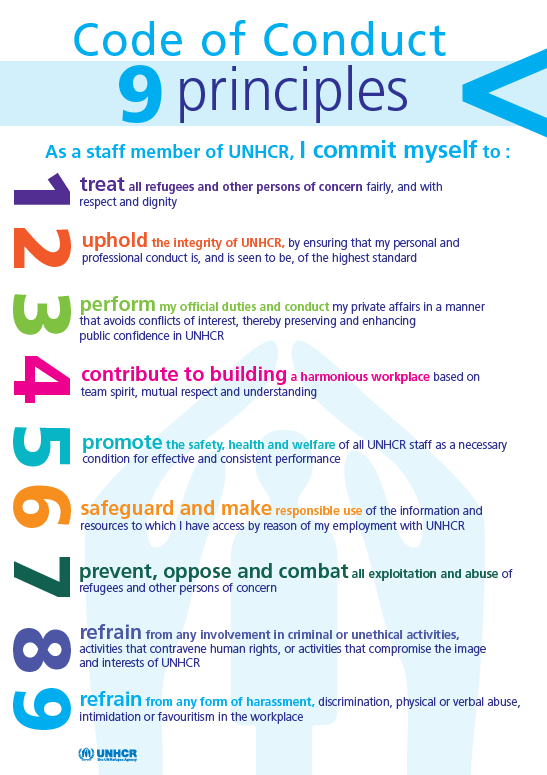 Code of Conduct
9 principles
As a staff member of UNHCR, I commit myself to :
1 treat all refugees and other persons of concern fairly, and with
respect and dignity
2 uphold the integrity of UNHCR, by ensuring that my personal and
professional conduct is, and is seen to be, of the highest standard
3 perform my official duties and conduct my private affairs in a manner
that avoids conflicts of interest, thereby preserving and enhancing
public confidence in UNHCR
4 contribute to building a harmonious workplace based on
team spirit, mutual respect and understanding
5 promote the safety, health and welfare of all UNHCR staff as a necessary
condition for effective and consistent performance
6 safeguard and make responsible use of the information and
resources to which I have access by reason of my employment with UNHCR
7 prevent, oppose and combat all exploitation and abuse of
refugees and other persons of concern
8 refrain from any involvement in criminal or unethical activities,
activities that contravene human rights, or activities that compromise the image
and interests of UNHCR
9 refrain from any form of harassment, discrimination, physical or verbal abuse,
intimidation or favouritism in the workplace
UNHCR
The UN Refugee Agency